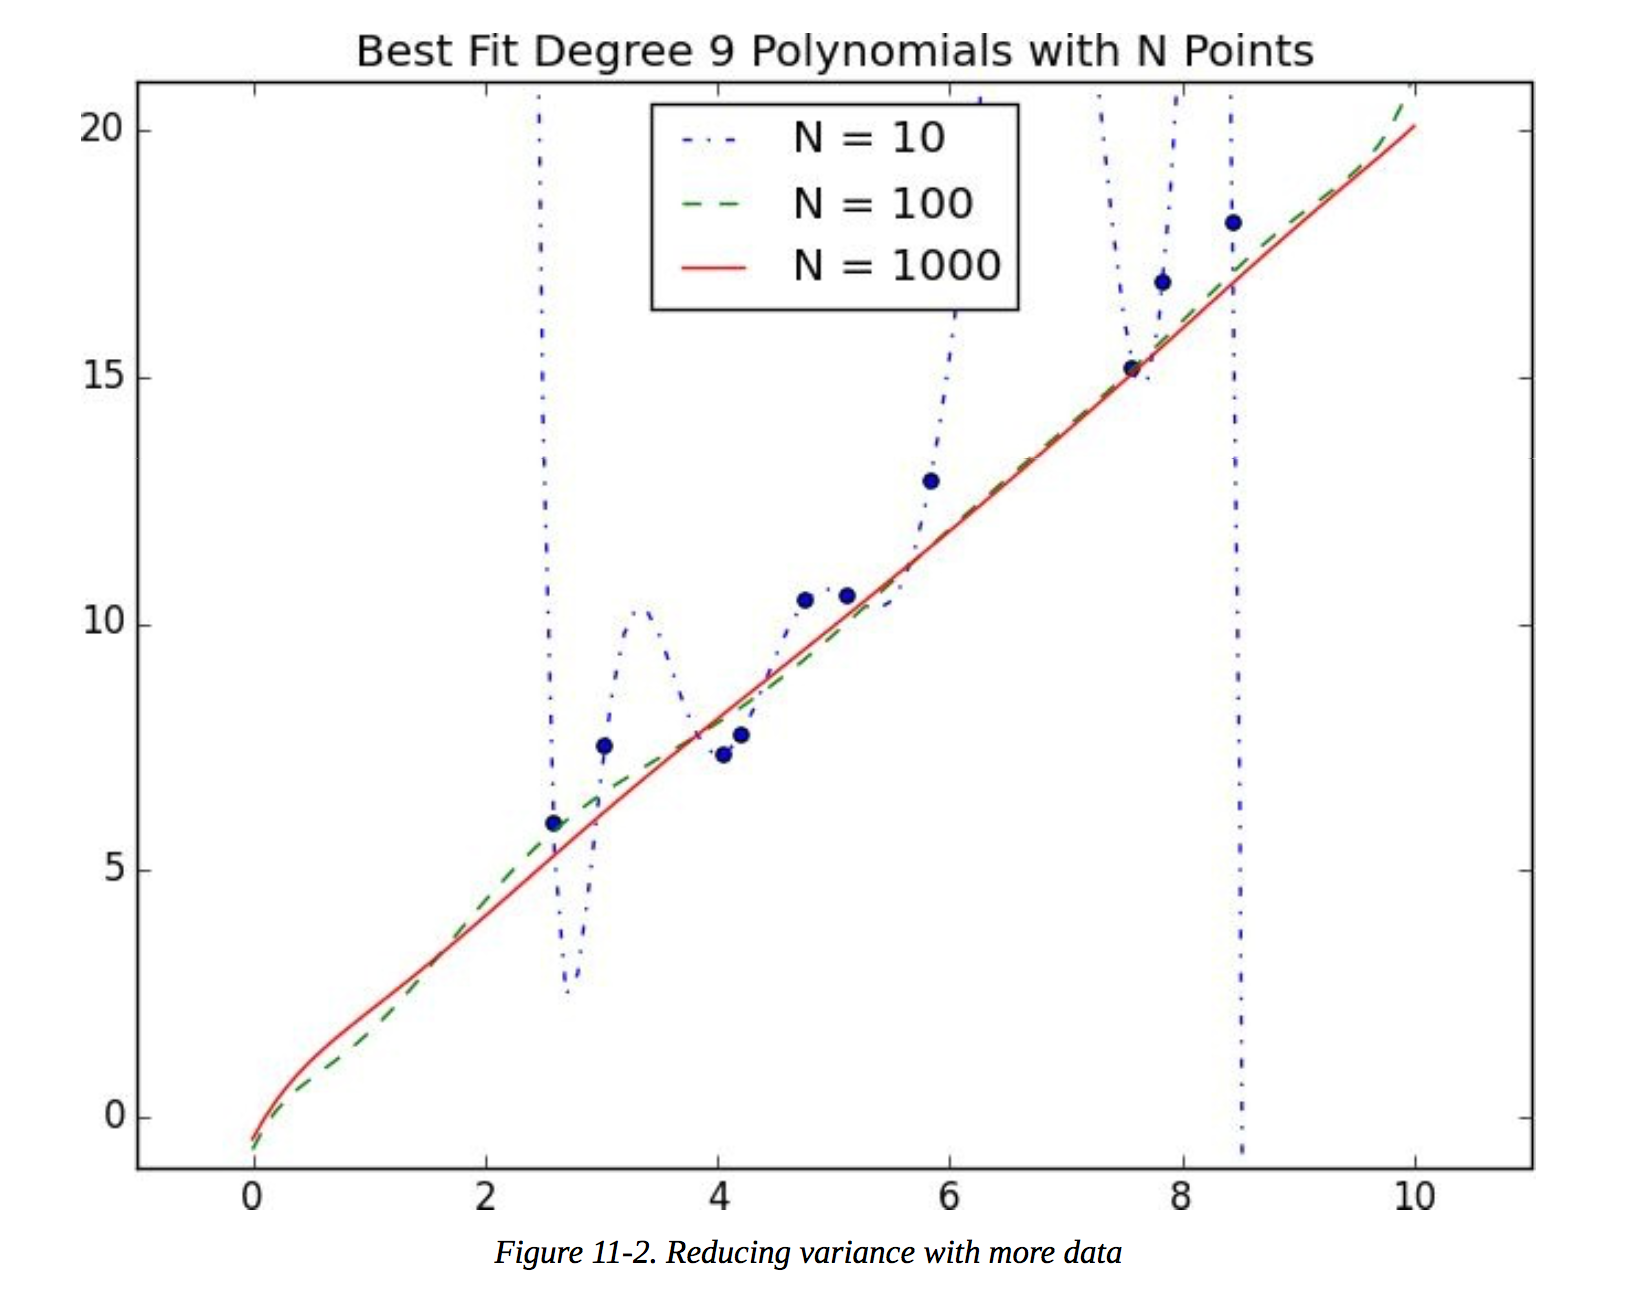 Best Fit Degree 9 Polynomials with N Points
20
15
10
5
0
N = 10
N = 100
N = 1000
0 2 4 6 8 10
Figure 11-2. Reducing variance with more data